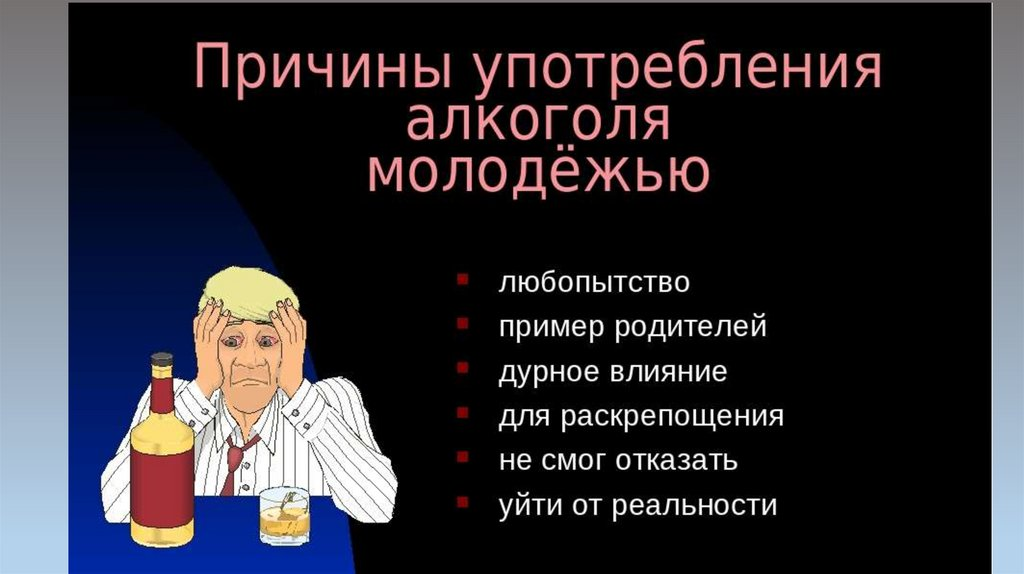 Причины употребления
алкоголя
молодёжью
любопытство
пример родителей
дурное влияние
для раскрепощения
не смог отказать
уйти от реальности